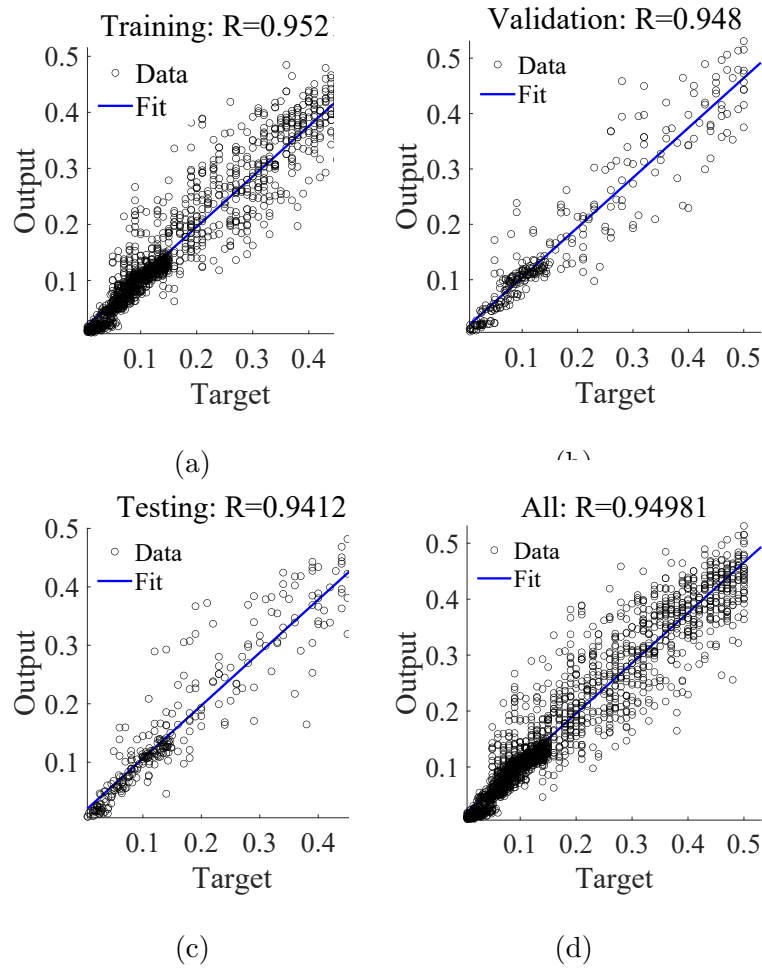 Training: R=0.952
Data
Fit
0.5
0.4
0.3
0.2
0.1
Output
0.1 0.2 0.3 0.4
Target
(a)
Validation: R=0.948
Data
Fit
0.5
0.4
0.3
0.2
0.1
Output
0.1 0.2 0.3 0.4 0.5
Target
Testing: R=0.9412
Data
Fit
0.5
0.4
0.3
0.2
0.1
Output
0.1 0.2 0.3 0.4
Target
(c)
All: R=0.94981
Data
Fit
0.5
0.4
0.3
0.2
0.1
Output
0.1 0.2 0.3 0.4 0.5
Target
(d)